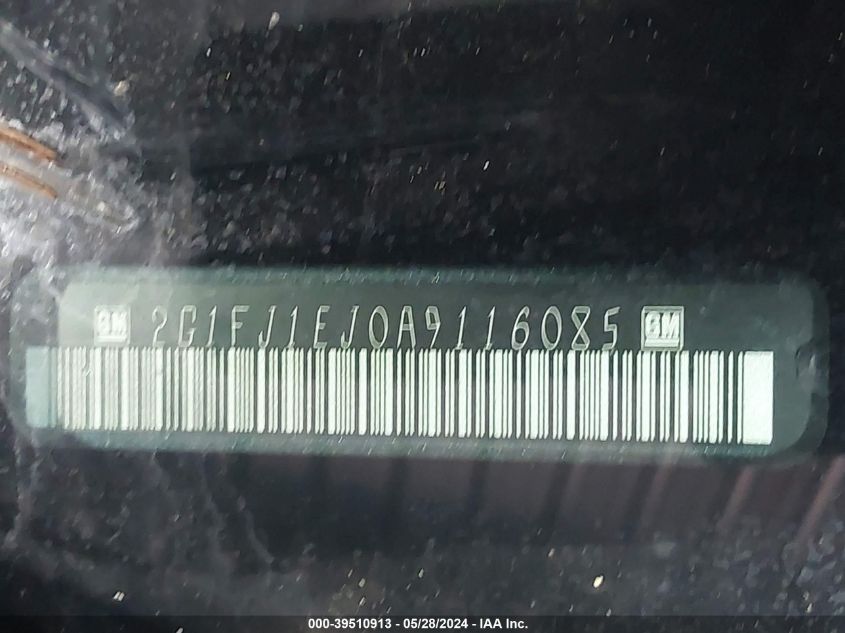 GM 2G1FJ1EJ0A9116085 GM
000-39510913 - 05/28/2024 - IAA Inc.